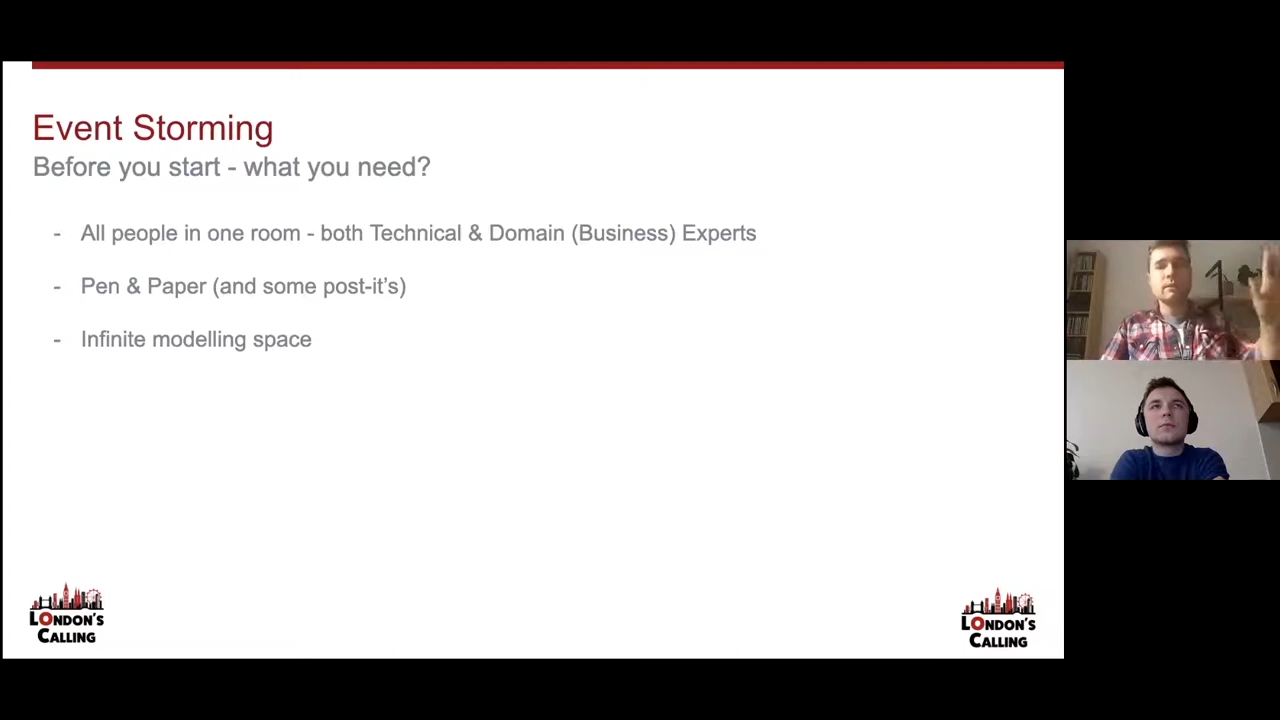 Event Storming
Before you start - what you need?
- All people in one room - both Technical & Domain (Business) Experts
- Pen & Paper (and some post-it's)
- Infinite modelling space
LONDON'S
CALLING
LONDON'S
CALLING